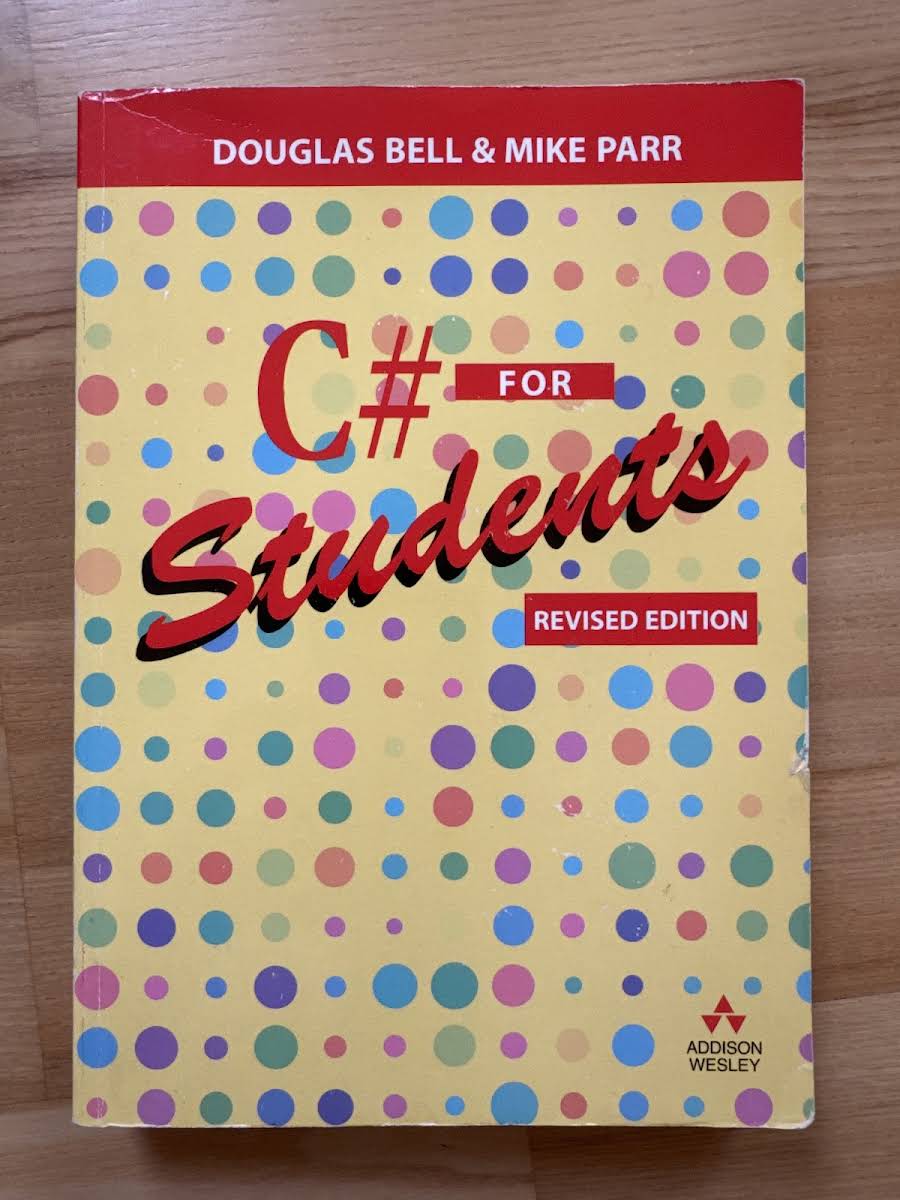 DOUGLAS BELL & MIKE PARR
C# FOR
Students
REVISED EDITION
ADDISON
WESLEY